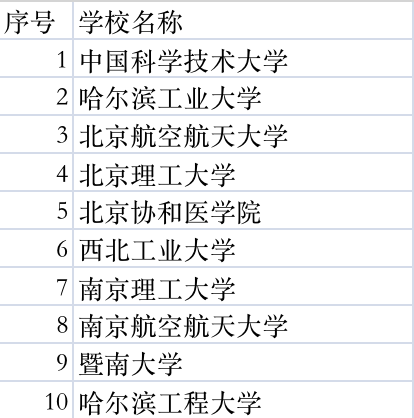 序号 学校名称
1 中国科学技术大学
2 哈尔滨工业大学
3 北京航空航天大学
4 北京理工大学
5 北京协和医学院
6 西北工业大学
7 南京理工大学
8 南京航空航天大学
9 暨南大学
10 哈尔滨工程大学